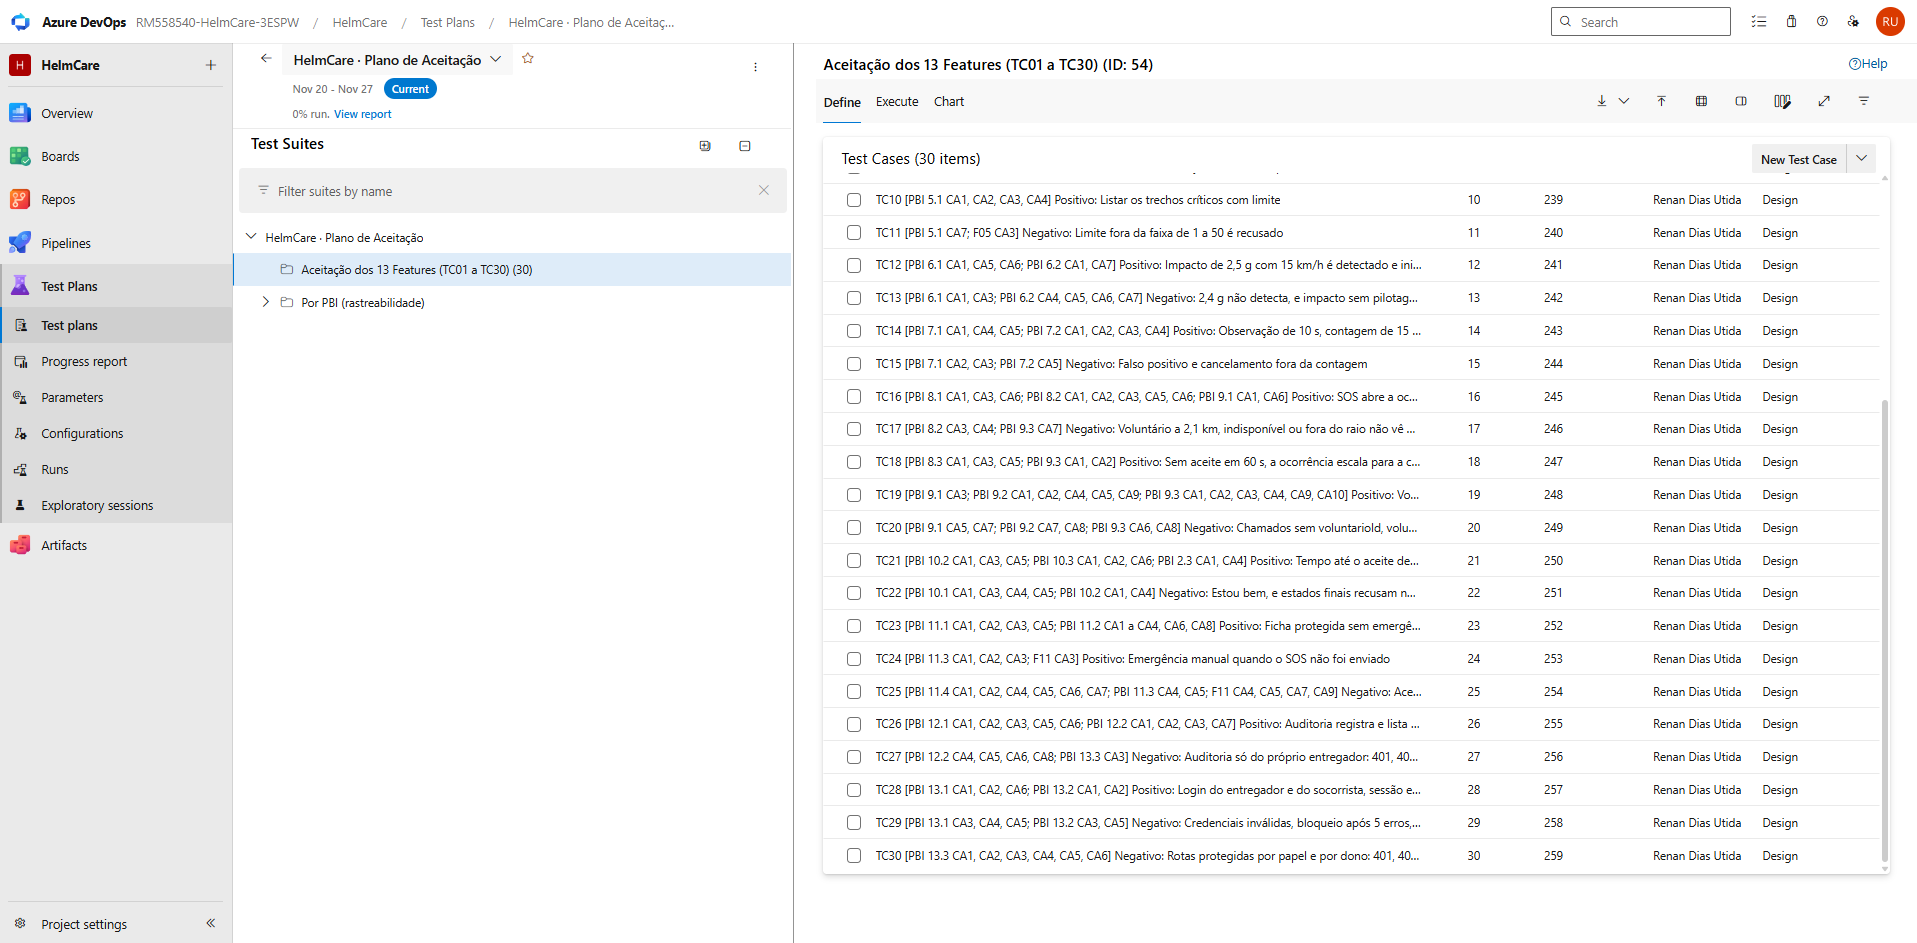 Azure DevOps RM558540-HelmCare-3ESPW / HelmCare / Test Plans / HelmCare · Plano de Aceitaç...
Search
RU
H HelmCare
Overview
Boards
Repos
Pipelines
Test Plans
Test plans
Progress report
Parameters
Configurations
Runs
Exploratory sessions
Artifacts
Project settings
HelmCare · Plano de Aceitação
Nov 20 - Nov 27 Current
0% run. View report
Test Suites
Filter suites by name
HelmCare · Plano de Aceitação
Aceitação dos 13 Features (TC01 a TC30) (30)
Por PBI (rastreabilidade)
Aceitação dos 13 Features (TC01 a TC30) (ID: 54)
Help
Define Execute Chart
Test Cases (30 items)
New Test Case
TC10 [PBI 5.1 CA1, CA2, CA3, CA4] Positivo: Listar os trechos críticos com limite 10 239 Renan Dias Utida Design
TC11 [PBI 5.1 CA7; F05 CA3] Negativo: Limite fora da faixa de 1 a 50 é recusado 11 240 Renan Dias Utida Design
TC12 [PBI 6.1 CA1, CA5, CA6; PBI 6.2 CA1, CA7] Positivo: Impacto de 2,5 g com 15 km/h é detectado e ini... 12 241 Renan Dias Utida Design
TC13 [PBI 6.1 CA1, CA3; PBI 6.2 CA4, CA5, CA6, CA7] Negativo: 2,4 g não detecta, e impacto sem pilotag... 13 242 Renan Dias Utida Design
TC14 [PBI 7.1 CA1, CA4, CA5; PBI 7.2 CA1, CA2, CA3, CA4] Positivo: Observação de 10 s, contagem de 15 ... 14 243 Renan Dias Utida Design
TC15 [PBI 7.1 CA2, CA3; PBI 7.2 CA5] Negativo: Falso positivo e cancelamento fora da contagem 15 244 Renan Dias Utida Design
TC16 [PBI 8.1 CA1, CA3, CA6; PBI 8.2 CA1, CA2, CA3, CA5, CA6; PBI 9.1 CA1, CA6] Positivo: SOS abre a oc... 16 245 Renan Dias Utida Design
TC17 [PBI 8.2 CA3, CA4; PBI 9.3 CA7] Negativo: Voluntário a 2,1 km, indisponível ou fora do raio não vê ... 17 246 Renan Dias Utida Design
TC18 [PBI 8.3 CA1, CA3, CA5; PBI 9.3 CA1, CA2] Positivo: Sem aceite em 60 s, a ocorrência escala para a c... 18 247 Renan Dias Utida Design
TC19 [PBI 9.1 CA3; PBI 9.2 CA1, CA2, CA4, CA5, CA9; PBI 9.3 CA1, CA2, CA3, CA4, CA9, CA10] Positivo: Vo... 19 248 Renan Dias Utida Design
TC20 [PBI 9.1 CA5, CA7; PBI 9.2 CA7, CA8; PBI 9.3 CA6, CA8] Negativo: Chamados sem voluntarioId, volu... 20 249 Renan Dias Utida Design
TC21 [PBI 10.2 CA1, CA3, CA5; PBI 10.3 CA1, CA2, CA6; PBI 2.3 CA1, CA4] Positivo: Tempo até o aceite de... 21 250 Renan Dias Utida Design
TC22 [PBI 10.1 CA1, CA3, CA4, CA5; PBI 10.2 CA1, CA4] Negativo: Estou bem, e estados finais recusam n... 22 251 Renan Dias Utida Design
TC23 [PBI 11.1 CA1, CA2, CA3, CA5; PBI 11.2 CA1 a CA4, CA6, CA8] Positivo: Ficha protegida sem emergê... 23 252 Renan Dias Utida Design
TC24 [PBI 11.3 CA1, CA2, CA3; F11 CA3] Positivo: Emergência manual quando o SOS não foi enviado 24 253 Renan Dias Utida Design
TC25 [PBI 11.4 CA1, CA2, CA4, CA5, CA6, CA7; PBI 11.3 CA4, CA5; F11 CA4, CA5, CA7, CA9] Negativo: Ace... 25 254 Renan Dias Utida Design
TC26 [PBI 12.1 CA1, CA2, CA3, CA5, CA6; PBI 12.2 CA1, CA2, CA3, CA7] Positivo: Auditoria registra e lista ... 26 255 Renan Dias Utida Design
TC27 [PBI 12.2 CA4, CA5, CA6, CA8; PBI 13.3 CA3] Negativo: Auditoria só do próprio entregador: 401, 40... 27 256 Renan Dias Utida Design
TC28 [PBI 13.1 CA1, CA2, CA6; PBI 13.2 CA1, CA2] Positivo: Login do entregador e do socorrista, sessão e... 28 257 Renan Dias Utida Design
TC29 [PBI 13.1 CA3, CA4, CA5; PBI 13.2 CA3, CA5] Negativo: Credenciais inválidas, bloqueio após 5 erros,... 29 258 Renan Dias Utida Design
TC30 [PBI 13.3 CA1, CA2, CA3, CA4, CA5, CA6] Negativo: Rotas protegidas por papel e por dono: 401, 40... 30 259 Renan Dias Utida Design